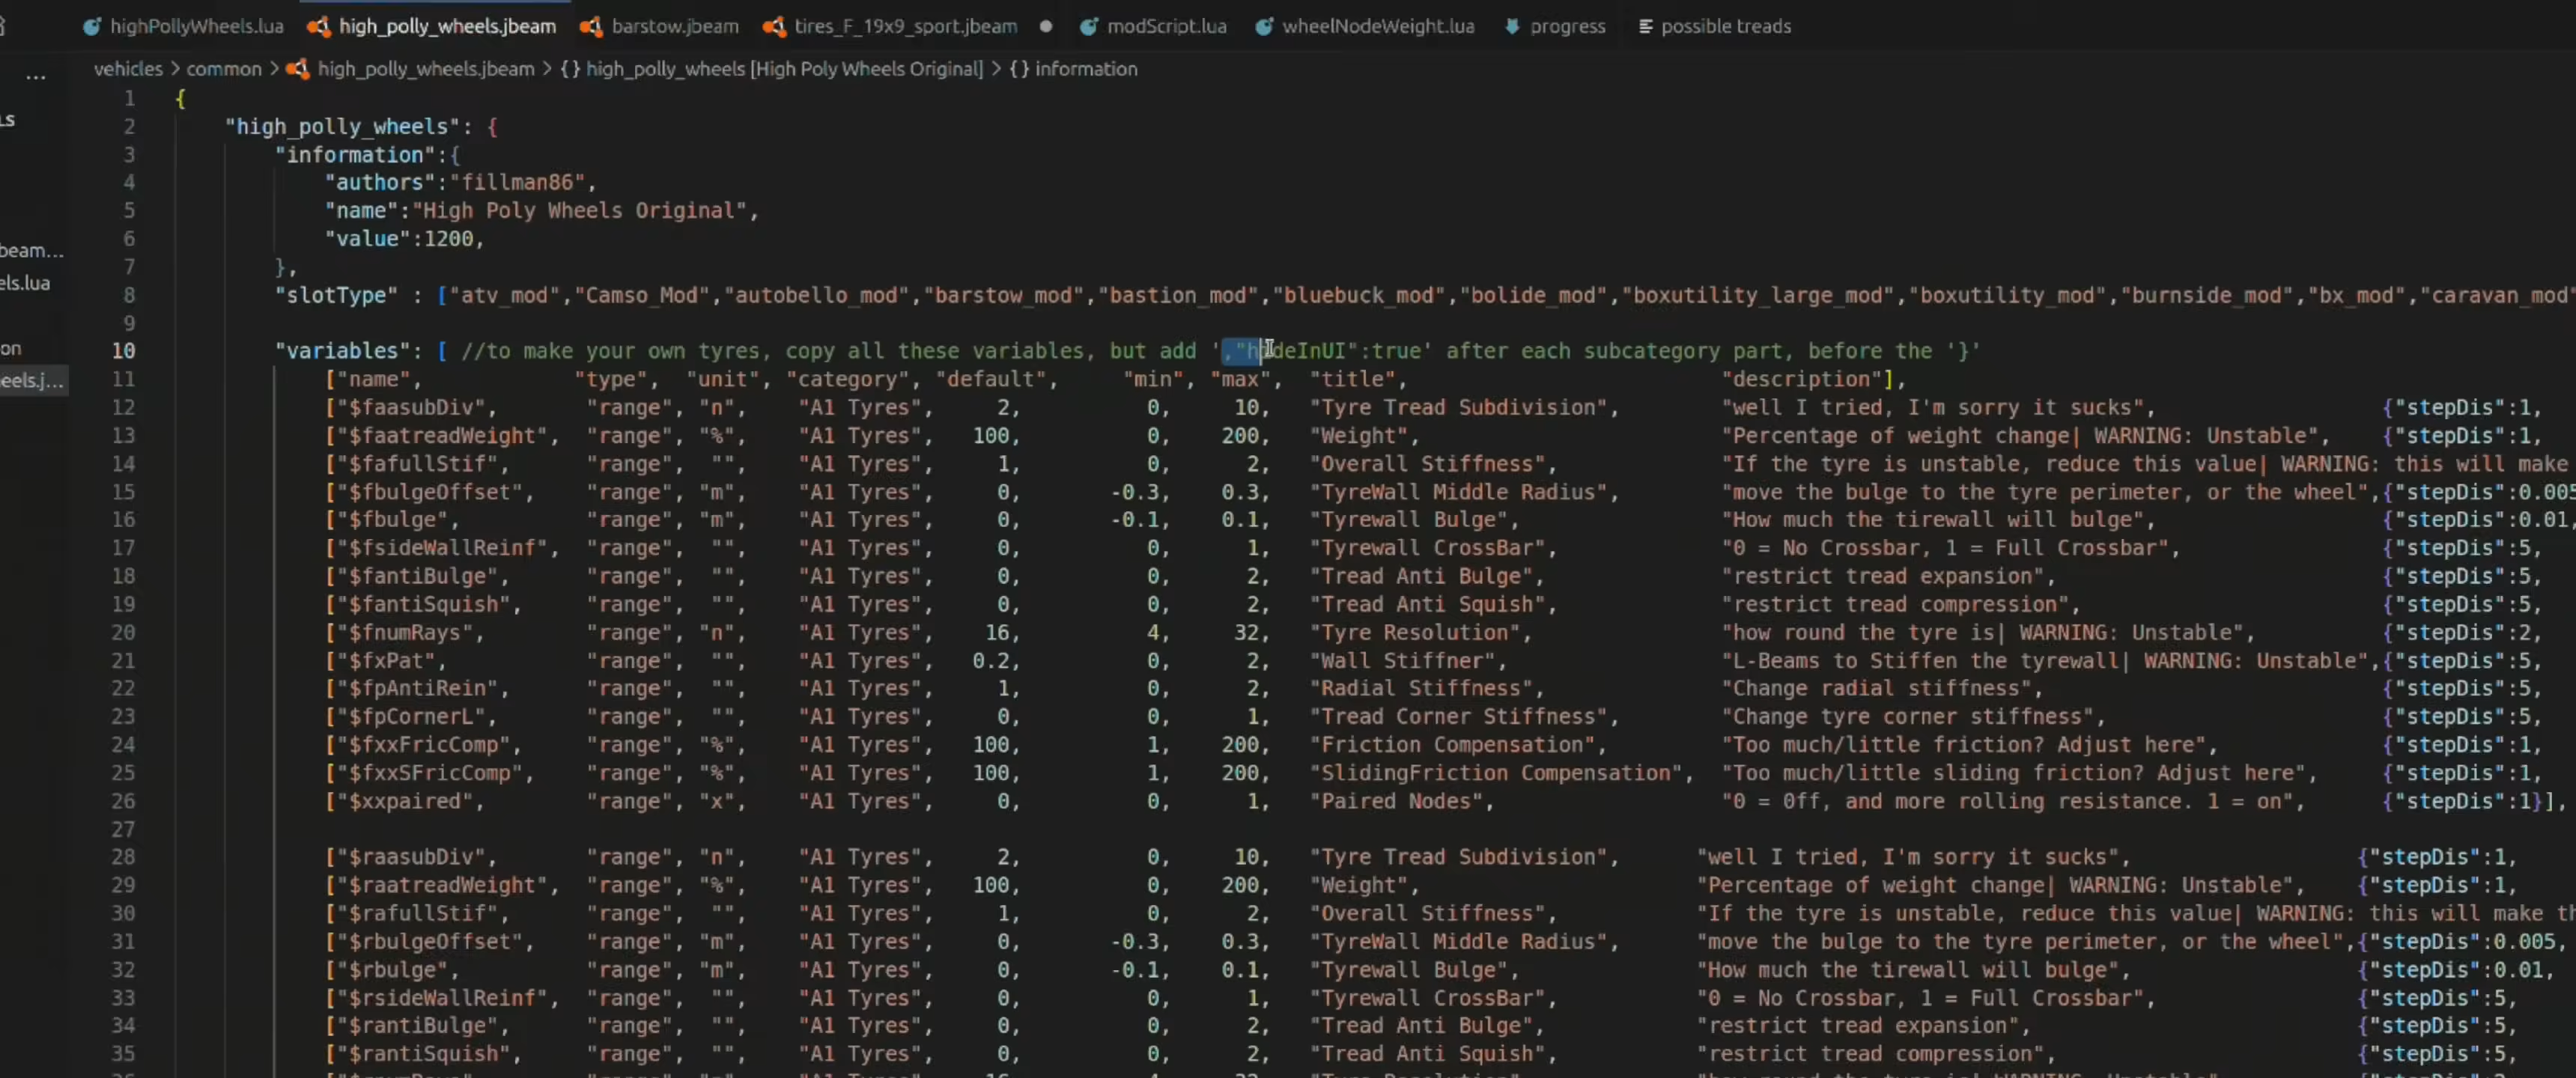 highPollyWheels.lua high_polly_wheels.jbeam barstow.jbeam tires_F_19x9_sport.jbeam modScript.lua wheelNodeWeight.lua progress possible treads
... vehicles > common > high_polly_wheels.jbeam > {} high_polly_wheels [High Poly Wheels Original] > {} information
1 {
2 "high_polly_wheels": {
3 "information":{
4 "authors":"fillman86",
5 "name":"High Poly Wheels Original",
6 "value":1200,
7 },
8 "slotType" : ["atv_mod","Camso_Mod","autobello_mod","barstow_mod","bastion_mod","bluebuck_mod","bolide_mod","boxutility_large_mod","boxutility_mod","burnside_mod","bx_mod","caravan_mod"
9
10 "variables": [ //to make your own tyres, copy all these variables, but add ',"hideInUI":true' after each subcategory part, before the '}'
11 ["name", "type", "unit", "category", "default", "min", "max", "title", "description"],
12 ["$faasubDiv", "range", "n", "A1 Tyres", 2, 0, 10, "Tyre Tread Subdivision", "well I tried, I'm sorry it sucks", {"stepDis":1,
13 ["$faatreadWeight", "range", "%", "A1 Tyres", 100, 0, 200, "Weight", "Percentage of weight change| WARNING: Unstable", {"stepDis":1,
14 ["$fafullStif", "range", "", "A1 Tyres", 1, 0, 2, "Overall Stiffness", "If the tyre is unstable, reduce this value| WARNING: this will make
15 ["$fbulgeOffset", "range", "m", "A1 Tyres", 0, -0.3, 0.3, "TyreWall Middle Radius", "move the bulge to the tyre perimeter, or the wheel",{"stepDis":0.005
16 ["$fbulge", "range", "m", "A1 Tyres", 0, -0.1, 0.1, "Tyrewall Bulge", "How much the tirewall will bulge", {"stepDis":0.01,
17 ["$fsideWallReinf", "range", "", "A1 Tyres", 0, 0, 1, "Tyrewall CrossBar", "0 = No Crossbar, 1 = Full Crossbar", {"stepDis":5,
18 ["$fantiBulge", "range", "", "A1 Tyres", 0, 0, 2, "Tread Anti Bulge", "restrict tread expansion", {"stepDis":5,
19 ["$fantiSquish", "range", "", "A1 Tyres", 0, 0, 2, "Tread Anti Squish", "restrict tread compression", {"stepDis":5,
20 ["$fnumRays", "range", "n", "A1 Tyres", 16, 4, 32, "Tyre Resolution", "how round the tyre is| WARNING: Unstable", {"stepDis":2,
21 ["$fxPat", "range", "", "A1 Tyres", 0.2, 0, 2, "Wall Stiffner", "L-Beams to Stiffen the tyrewall| WARNING: Unstable",{"stepDis":5,
22 ["$fpAntiRein", "range", "", "A1 Tyres", 1, 0, 2, "Radial Stiffness", "Change radial stiffness", {"stepDis":5,
23 ["$fpCornerL", "range", "", "A1 Tyres", 0, 0, 1, "Tread Corner Stiffness", "Change tyre corner stiffness", {"stepDis":5,
24 ["$fxxFricComp", "range", "%", "A1 Tyres", 100, 1, 200, "Friction Compensation", "Too much/little friction? Adjust here", {"stepDis":1,
25 ["$fxxSFricComp", "range", "%", "A1 Tyres", 100, 1, 200, "SlidingFriction Compensation", "Too much/little sliding friction? Adjust here", {"stepDis":1,
26 ["$xxpaired", "range", "x", "A1 Tyres", 0, 0, 1, "Paired Nodes", "0 = Off, and more rolling resistance. 1 = on", {"stepDis":1}],
27
28 ["$raasubDiv", "range", "n", "A1 Tyres", 2, 0, 10, "Tyre Tread Subdivision", "well I tried, I'm sorry it sucks", {"stepDis":1,
29 ["$raatreadWeight", "range", "%", "A1 Tyres", 100, 0, 200, "Weight", "Percentage of weight change| WARNING: Unstable", {"stepDis":1,
30 ["$rafullStif", "range", "", "A1 Tyres", 1, 0, 2, "Overall Stiffness", "If the tyre is unstable, reduce this value| WARNING: this will make th
31 ["$rbulgeOffset", "range", "m", "A1 Tyres", 0, -0.3, 0.3, "TyreWall Middle Radius", "move the bulge to the tyre perimeter, or the wheel",{"stepDis":0.005,
32 ["$rbulge", "range", "m", "A1 Tyres", 0, -0.1, 0.1, "Tyrewall Bulge", "How much the tirewall will bulge", {"stepDis":0.01,
33 ["$rsideWallReinf", "range", "", "A1 Tyres", 0, 0, 1, "Tyrewall CrossBar", "0 = No Crossbar, 1 = Full Crossbar", {"stepDis":5,
34 ["$rantiBulge", "range", "", "A1 Tyres", 0, 0, 2, "Tread Anti Bulge", "restrict tread expansion", {"stepDis":5,
35 ["$rantiSquish", "range", "", "A1 Tyres", 0, 0, 2, "Tread Anti Squish", "restrict tread compression", {"stepDis":5,
LS
beam...
els.lua
on
eels.j...